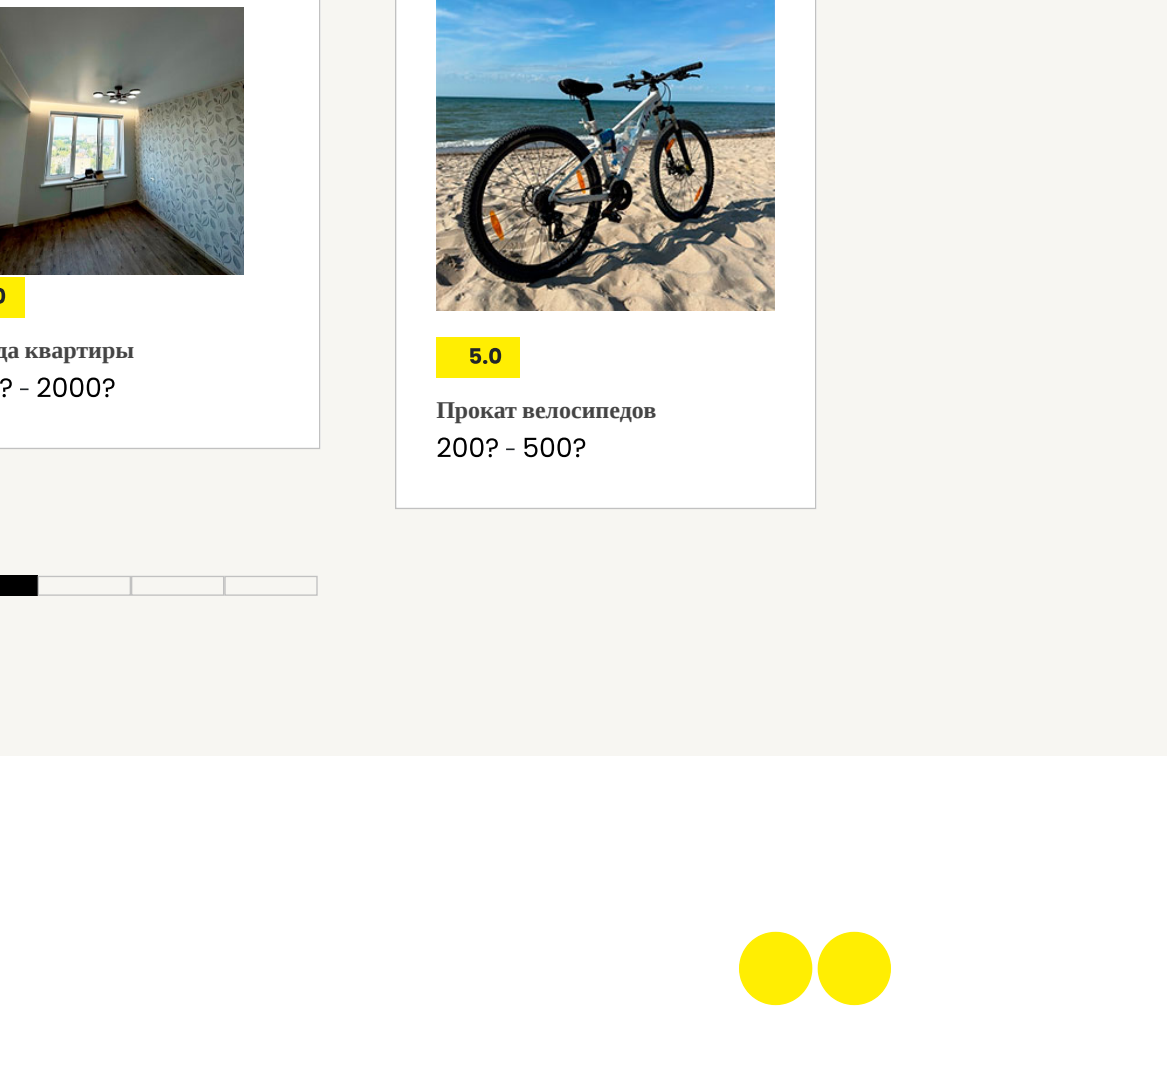 да квартиры
? - 2000?
5.0
Прокат велосипедов
200? - 500?